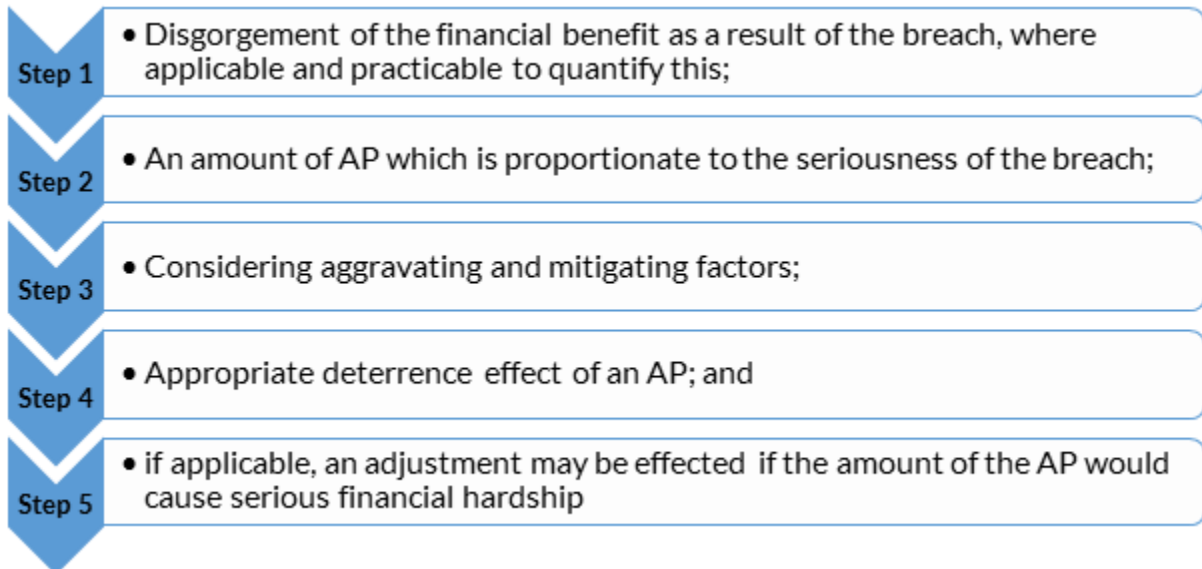 Step 1
• Disgorgement of the financial benefit as a result of the breach, where
applicable and practicable to quantify this;
Step 2
• An amount of AP which is proportionate to the seriousness of the breach;
Step 3
• Considering aggravating and mitigating factors;
Step 4
• Appropriate deterrence effect of an AP; and
Step 5
• if applicable, an adjustment may be effected if the amount of the AP would
cause serious financial hardship